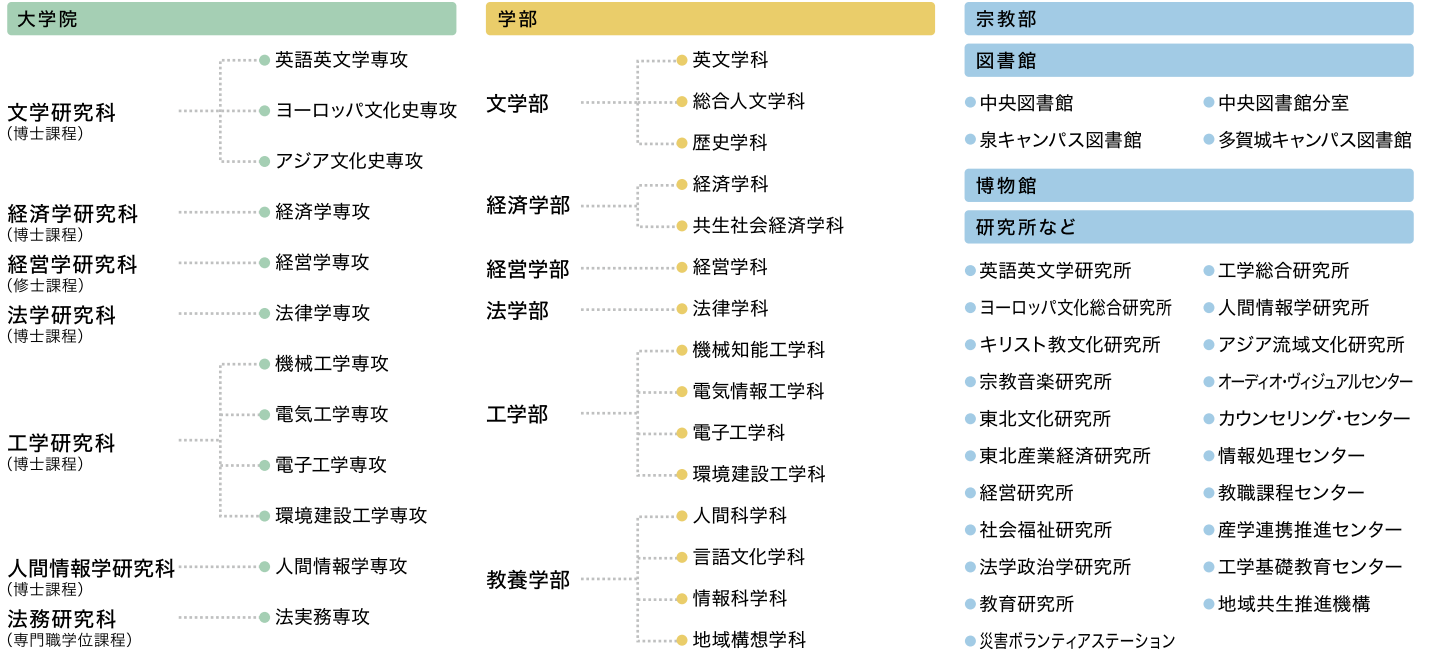 大学院
文学研究科
(博士課程)
英語英文学専攻
ヨーロッパ文化史専攻
アジア文化史専攻
経済学研究科
(博士課程)
経済学専攻
経営学研究科
(修士課程)
経営学専攻
法学研究科
(博士課程)
法律学専攻
工学研究科
(博士課程)
機械工学専攻
電気工学専攻
電子工学専攻
環境建設工学専攻
人間情報学研究科
(博士課程)
人間情報学専攻
法務研究科
(専門職学位課程)
法実務専攻
学部
文学部
英文学科
総合人文学科
歴史学科
経済学部
経済学科
共生社会経済学科
経営学部
経営学科
法学部
法律学科
工学部
機械知能工学科
電気情報工学科
電子工学科
環境建設工学科
教養学部
人間科学科
言語文化学科
情報科学科
地域構想学科
宗教部
図書館
中央図書館
中央図書館分室
泉キャンパス図書館
多賀城キャンパス図書館
博物館
研究所など
英語英文学研究所
ヨーロッパ文化総合研究所
キリスト教文化研究所
宗教音楽研究所
東北文化研究所
東北産業経済研究所
経営研究所
社会福祉研究所
法学政治学研究所
教育研究所
災害ボランティアステーション
工学総合研究所
人間情報学研究所
アジア流域文化研究所
オーディオ・ヴィジュアルセンター
カウンセリング・センター
情報処理センター
教職課程センター
産学連携推進センター
工学基礎教育センター
地域共生推進機構